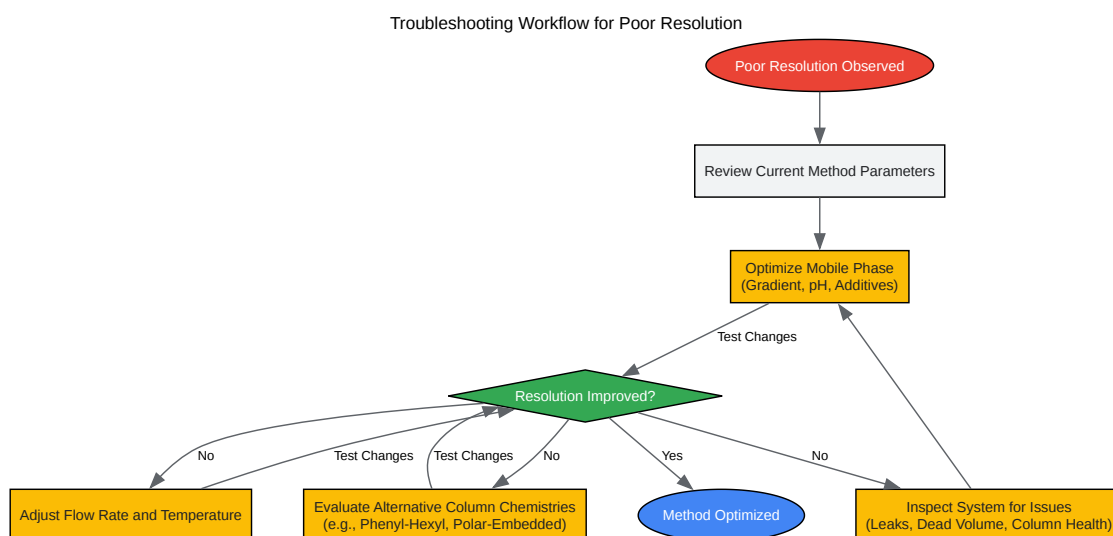 Troubleshooting Workflow for Poor Resolution
Poor Resolution Observed
Review Current Method Parameters
Optimize Mobile Phase
(Gradient, pH, Additives)
Test Changes
Resolution Improved?
No
Test Changes
Test Changes
No
Yes
No
Adjust Flow Rate and Temperature
Evaluate Alternative Column Chemistries
(e.g., Phenyl-Hexyl, Polar-Embedded)
Method Optimized
Inspect System for Issues
(Leaks, Dead Volume, Column Health)